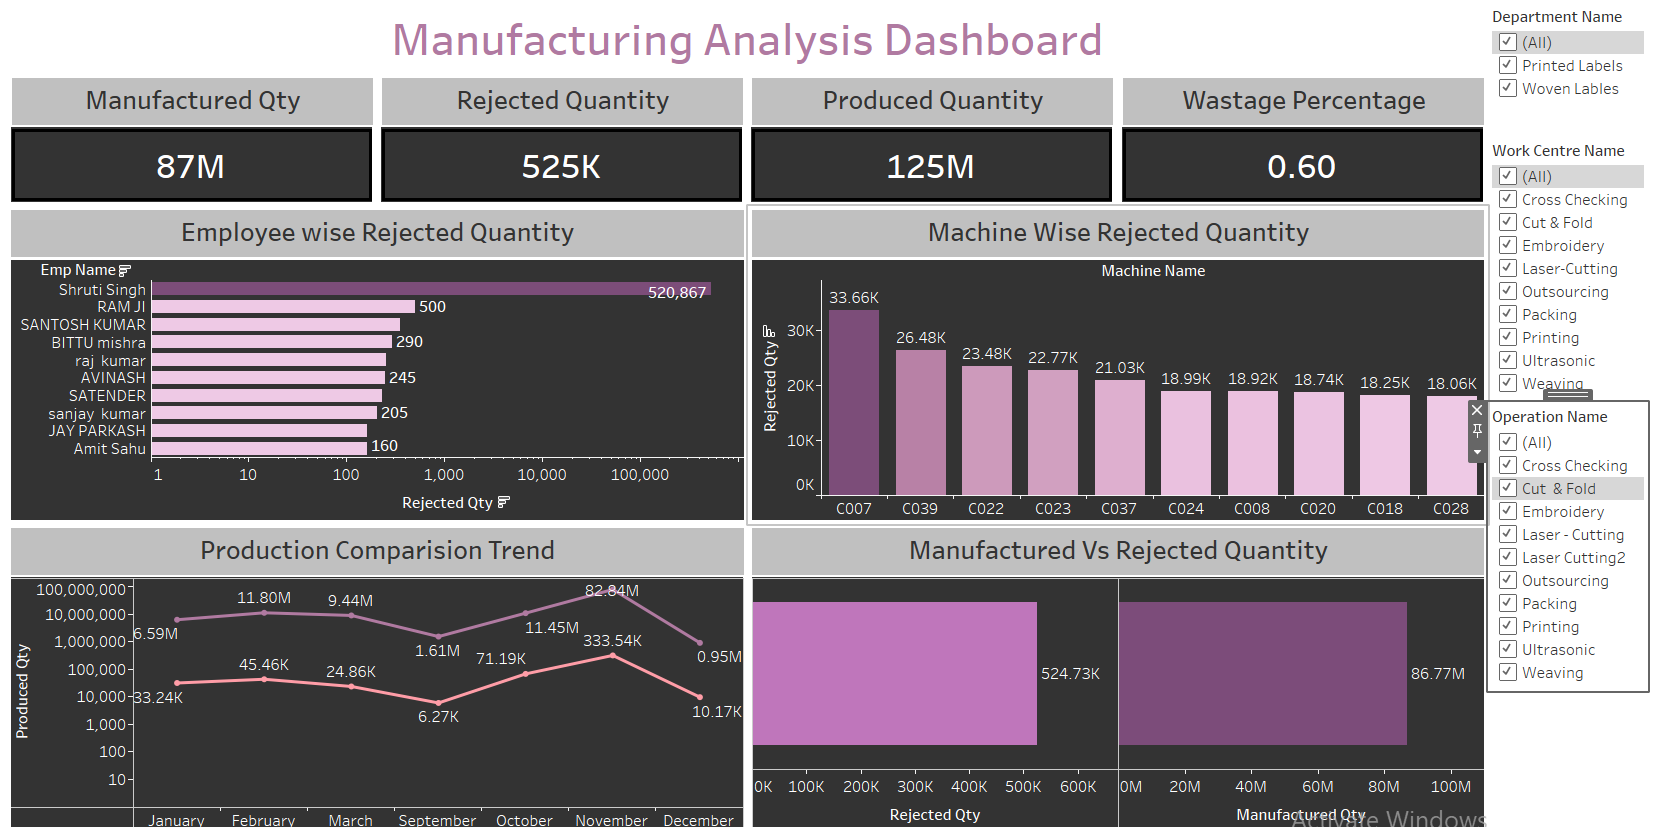 Manufacturing Analysis Dashboard
Manufactured Qty
87M
Rejected Quantity
525K
Produced Quantity
125M
Wastage Percentage
0.60
Employee wise Rejected Quantity
Emp Name
Shruti Singh
520,867
RAM JI
500
SANTOSH KUMAR
BITTU mishra
290
raj kumar
AVINASH
245
SATENDER
sanjay kumar
205
JAY PARKASH
Amit Sahu
160
1 10 100 1,000 10,000 100,000
Rejected Qty
Machine Wise Rejected Quantity
Machine Name
Rejected Qty
30K
20K
10K
0K
33.66K
26.48K
23.48K
22.77K
21.03K
18.99K
18.92K
18.74K
18.25K
18.06K
C007 C039 C022 C023 C037 C024 C008 C020 C018 C028
Production Comparision Trend
Produced Qty
100,000,000
10,000,000
1,000,000
100,000
10,000
1,000
100
10
6.59M
11.80M
9.44M
1.61M
11.45M
82.84M
0.95M
33.24K
45.46K
24.86K
6.27K
71.19K
333.54K
10.17K
January February March September October November December
Manufactured Vs Rejected Quantity
524.73K
0K 100K 200K 300K 400K 500K 600K
Rejected Qty
86.77M
0M 20M 40M 60M 80M 100M
Manufactured Qty
Activate Windows
Department Name
(All)
Printed Labels
Woven Lables
Work Centre Name
(All)
Cross Checking
Cut & Fold
Embroidery
Laser-Cutting
Outsourcing
Packing
Printing
Ultrasonic
Weaving
Operation Name
(All)
Cross Checking
Cut & Fold
Embroidery
Laser - Cutting
Laser Cutting2
Outsourcing
Packing
Printing
Ultrasonic
Weaving